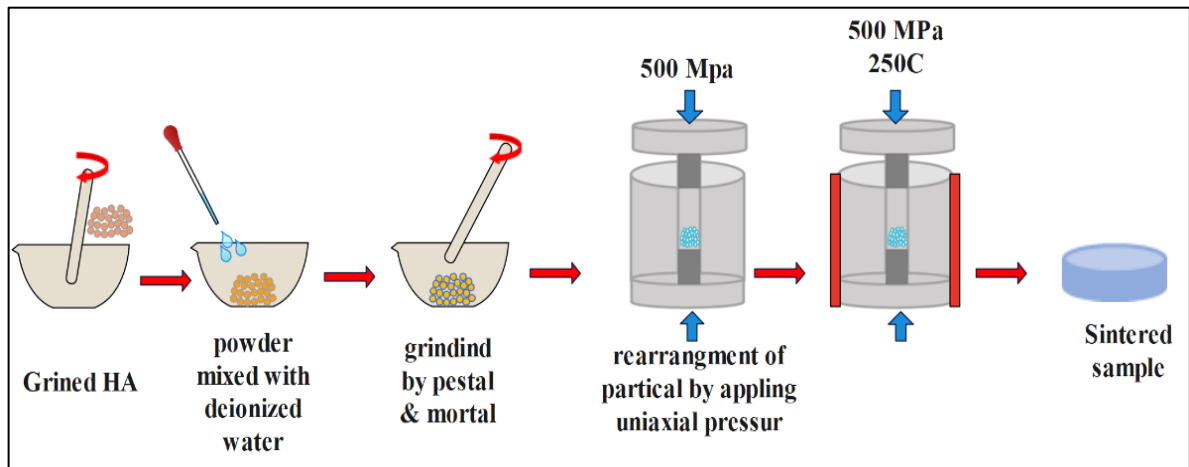 Grined HA
powder
mixed with
deionized
water
grindind
by pestal
& mortal
500 Mpa
rearrangment of
partical by appling
uniaxial pressur
500 MPa
250C
Sintered
sample